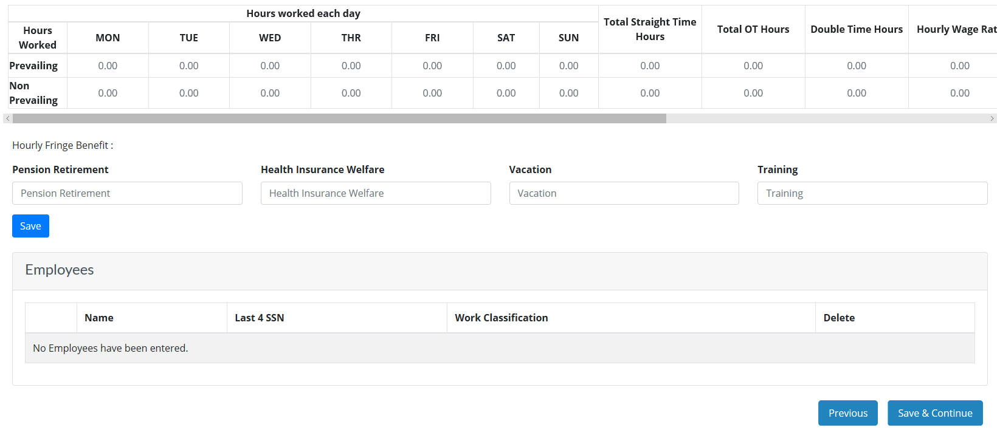 Hours worked each day
Total Straight Time Hours
Total OT Hours
Double Time Hours
Hourly Wage Rat
Hours Worked
MON
TUE
WED
THR
FRI
SAT
SUN
Prevailing 0.00 0.00 0.00 0.00 0.00 0.00 0.00 0.00 0.00 0.00 0.00
Non Prevailing 0.00 0.00 0.00 0.00 0.00 0.00 0.00 0.00 0.00 0.00 0.00
Hourly Fringe Benefit :
Pension Retirement
Health Insurance Welfare
Vacation
Training
Pension Retirement
Health Insurance Welfare
Vacation
Training
Save
Employees
Name
Last 4 SSN
Work Classification
Delete
No Employees have been entered.
Previous
Save & Continue